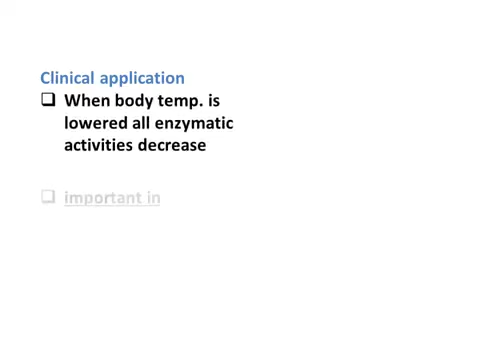 Clinical application
❑ When body temp. is
lowered all enzymatic
activities decrease
❑ important in